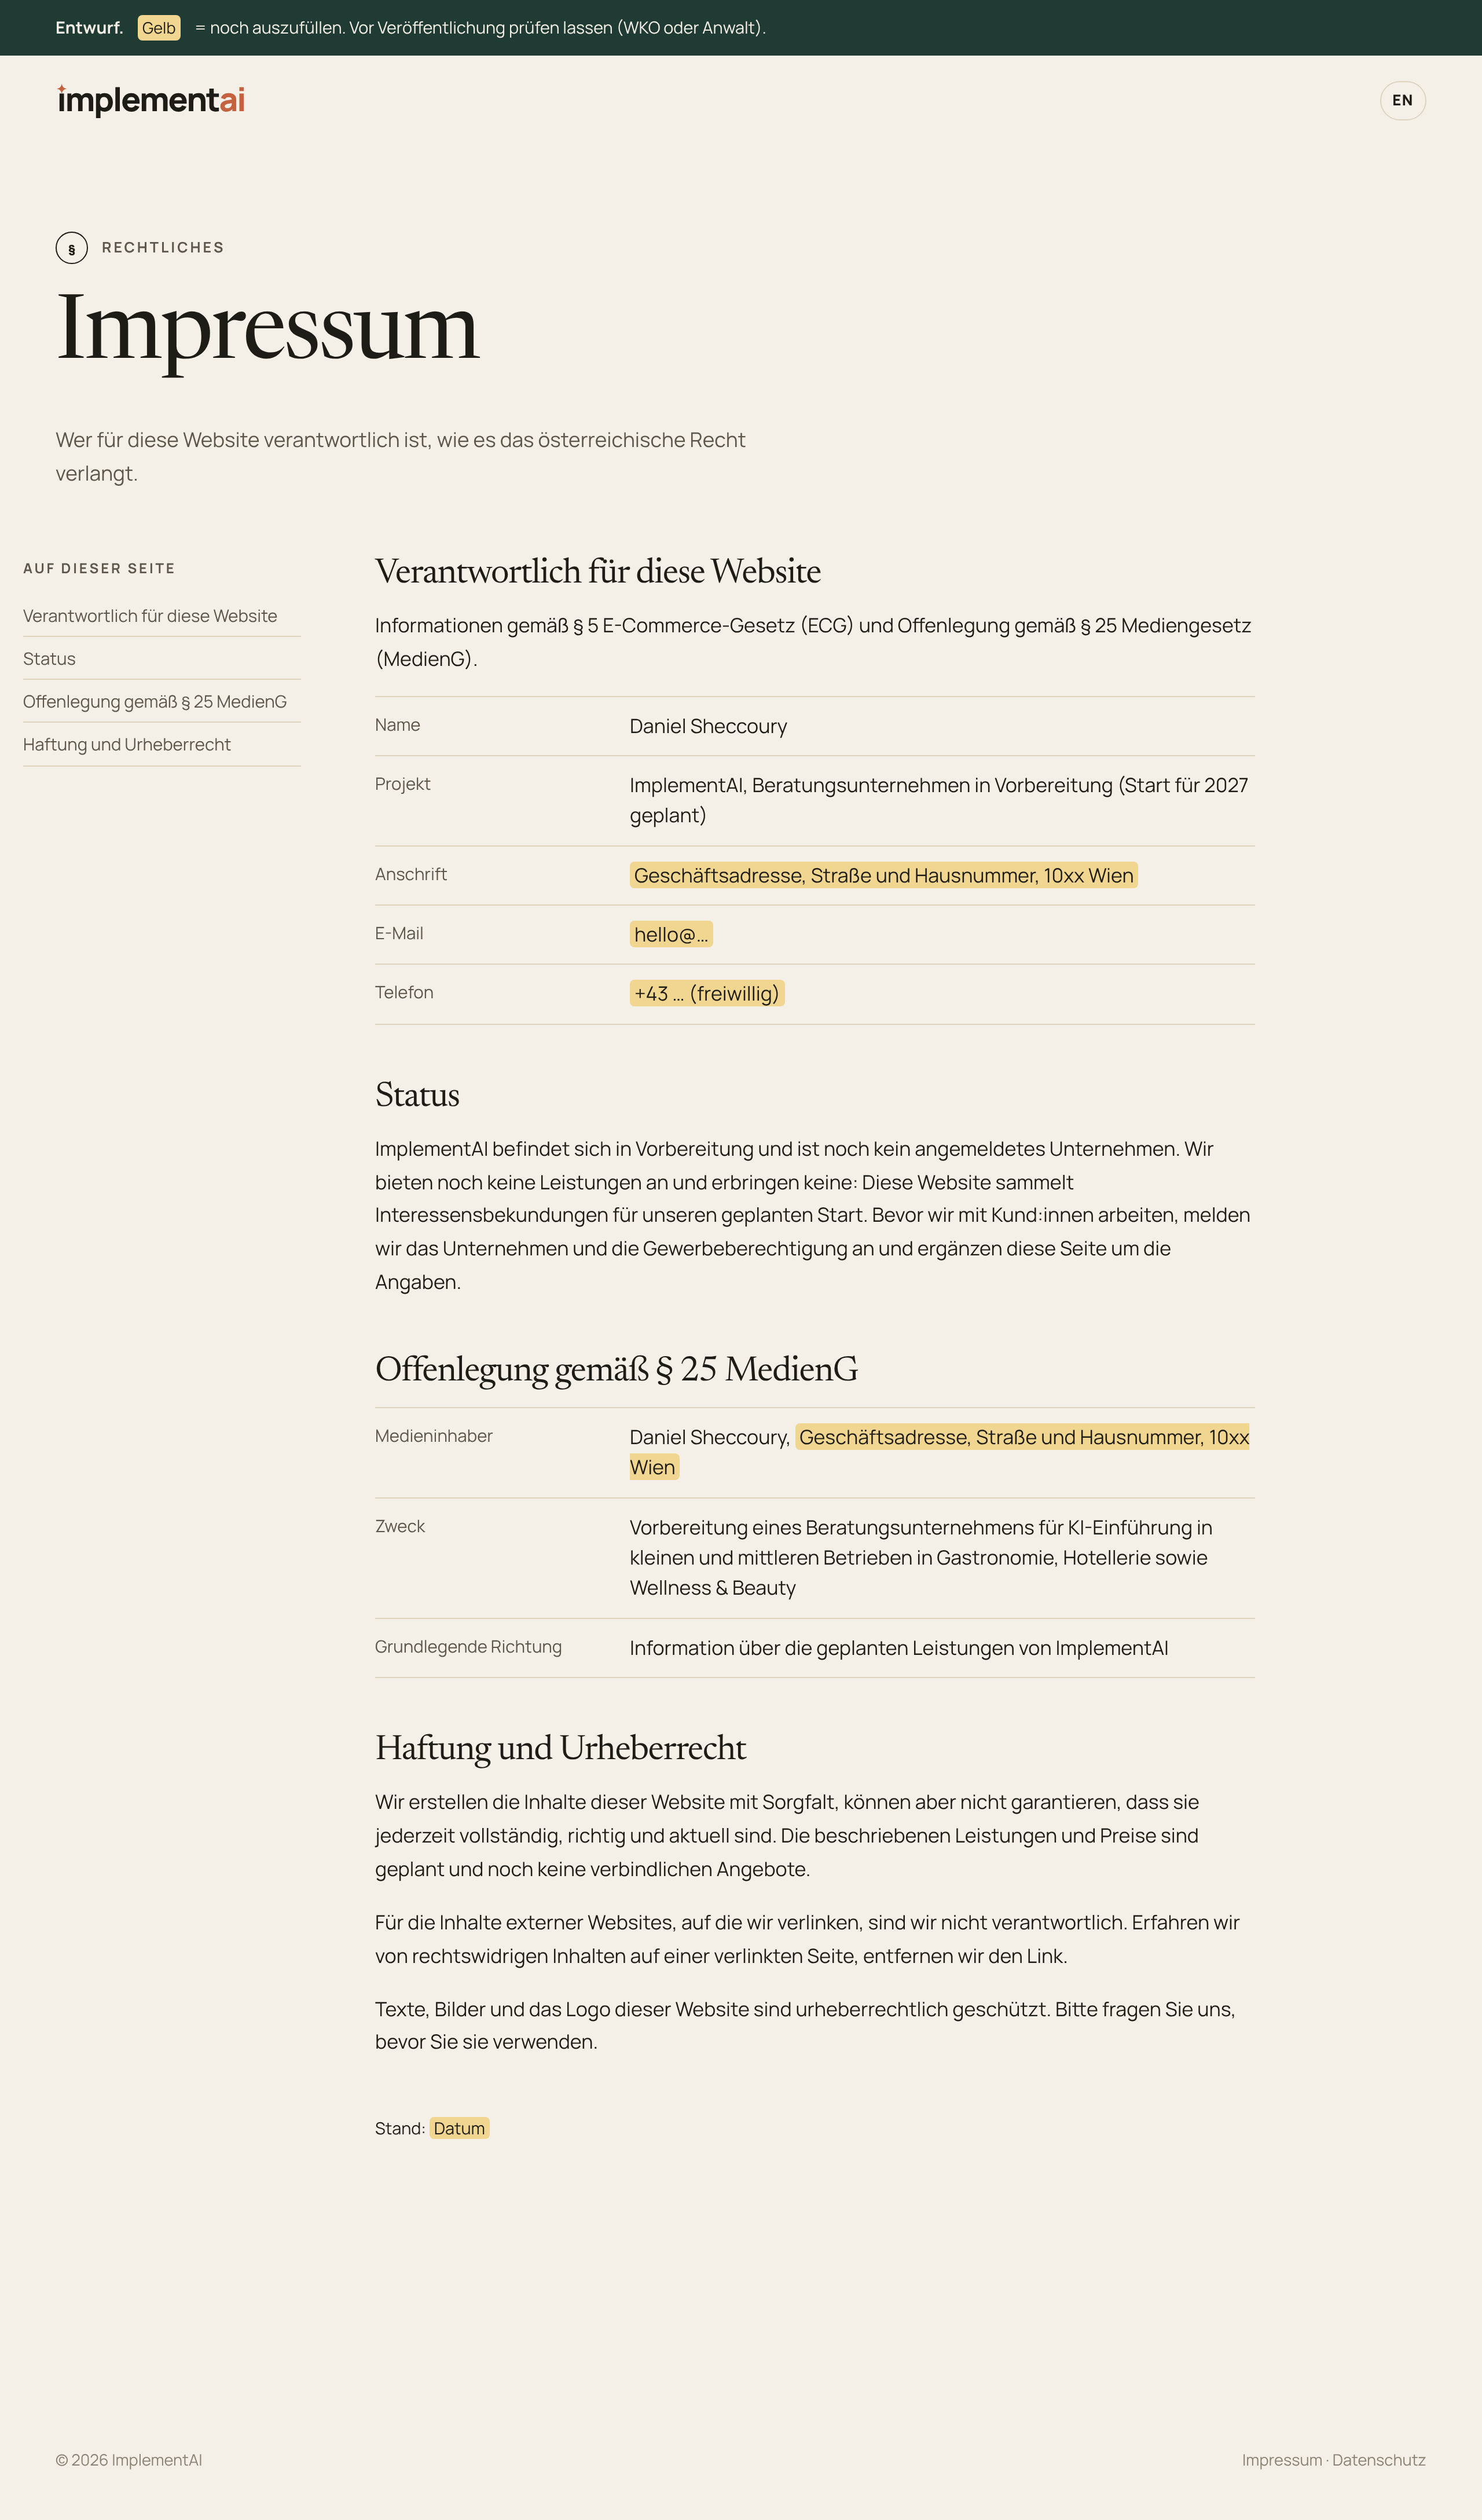 Entwurf. Gelb = noch auszufüllen. Vor Veröffentlichung prüfen lassen (WKO oder Anwalt).
implementai
EN
§ RECHTLICHES
Impressum
Wer für diese Website verantwortlich ist, wie es das österreichische Recht
verlangt.
AUF DIESER SEITE
Verantwortlich für diese Website
Status
Offenlegung gemäß § 25 MedienG
Haftung und Urheberrecht
Verantwortlich für diese Website
Informationen gemäß § 5 E-Commerce-Gesetz (ECG) und Offenlegung gemäß § 25 Mediengesetz
(MedienG).
Name Daniel Sheccoury
Projekt ImplementAI, Beratungsunternehmen in Vorbereitung (Start für 2027
geplant)
Anschrift Geschäftsadresse, Straße und Hausnummer, 10xx Wien
E-Mail hello@…
Telefon +43 … (freiwillig)
Status
ImplementAI befindet sich in Vorbereitung und ist noch kein angemeldetes Unternehmen. Wir
bieten noch keine Leistungen an und erbringen keine: Diese Website sammelt
Interessensbekundungen für unseren geplanten Start. Bevor wir mit Kund:innen arbeiten, melden
wir das Unternehmen und die Gewerbeberechtigung an und ergänzen diese Seite um die
Angaben.
Offenlegung gemäß § 25 MedienG
Medieninhaber Daniel Sheccoury, Geschäftsadresse, Straße und Hausnummer, 10xx
Wien
Zweck Vorbereitung eines Beratungsunternehmens für KI-Einführung in
kleinen und mittleren Betrieben in Gastronomie, Hotellerie sowie
Wellness & Beauty
Grundlegende Richtung Information über die geplanten Leistungen von ImplementAI
Haftung und Urheberrecht
Wir erstellen die Inhalte dieser Website mit Sorgfalt, können aber nicht garantieren, dass sie
jederzeit vollständig, richtig und aktuell sind. Die beschriebenen Leistungen und Preise sind
geplant und noch keine verbindlichen Angebote.
Für die Inhalte externer Websites, auf die wir verlinken, sind wir nicht verantwortlich. Erfahren wir
von rechtswidrigen Inhalten auf einer verlinkten Seite, entfernen wir den Link.
Texte, Bilder und das Logo dieser Website sind urheberrechtlich geschützt. Bitte fragen Sie uns,
bevor Sie sie verwenden.
Stand: Datum
© 2026 ImplementAI
Impressum · Datenschutz